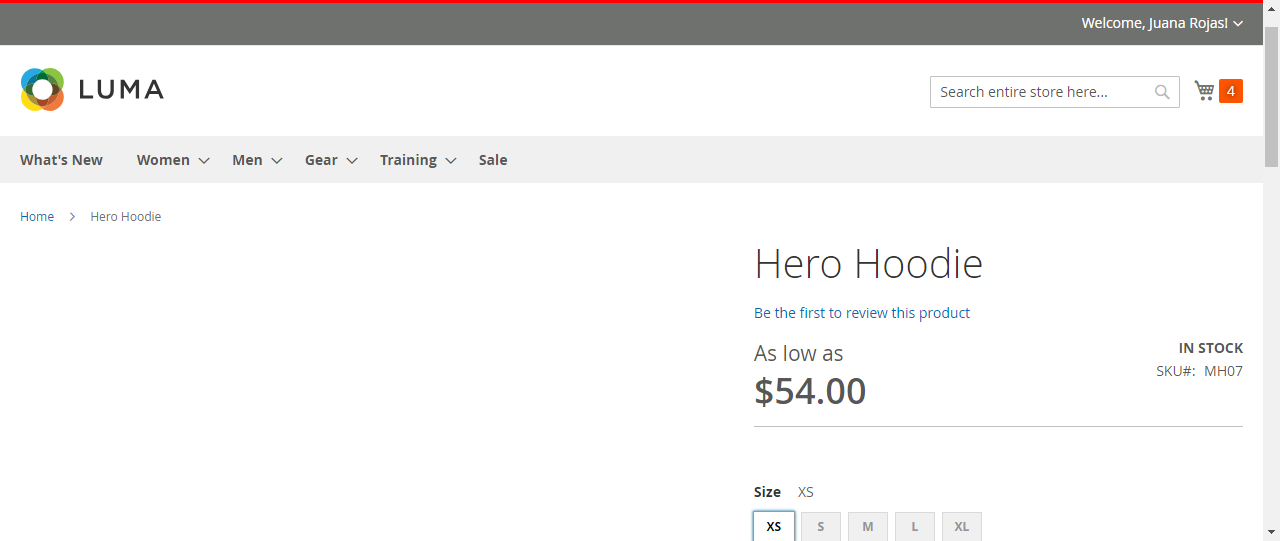 Welcome, Juana Rojas!
LUMA
Search entire store here...
4
What's New Women Men Gear Training Sale
Home Hero Hoodie
Hero Hoodie
Be the first to review this product
As low as
$54.00
IN STOCK
SKU#: MH07
Size XS
XS S M L XL